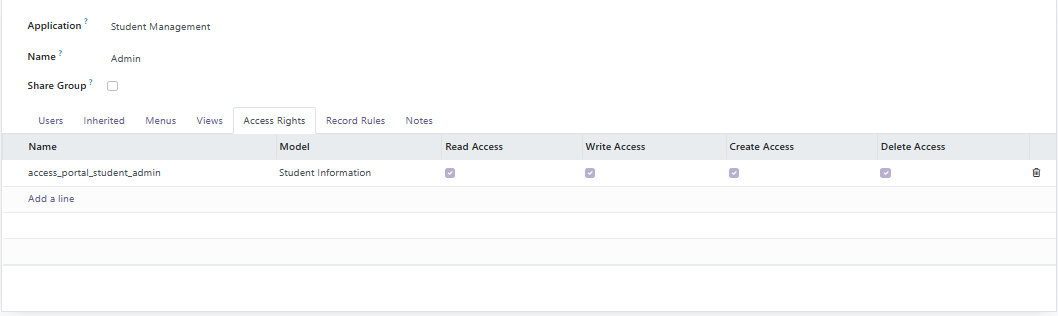 Application ? Student Management
Name ? Admin
Share Group ?
Users Inherited Menus Views Access Rights Record Rules Notes
Name Model Read Access Write Access Create Access Delete Access
access_portal_student_admin Student Information
Add a line